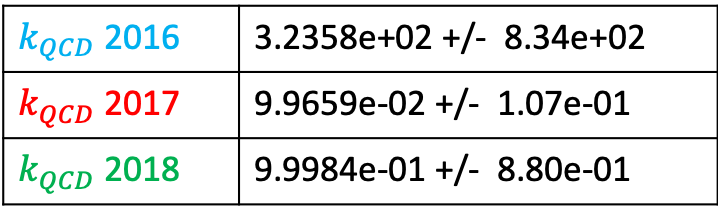 k_QCD 2016 3.2358e+02 +/- 8.34e+02
k_QCD 2017 9.9659e-02 +/- 1.07e-01
k_QCD 2018 9.9984e-01 +/- 8.80e-01